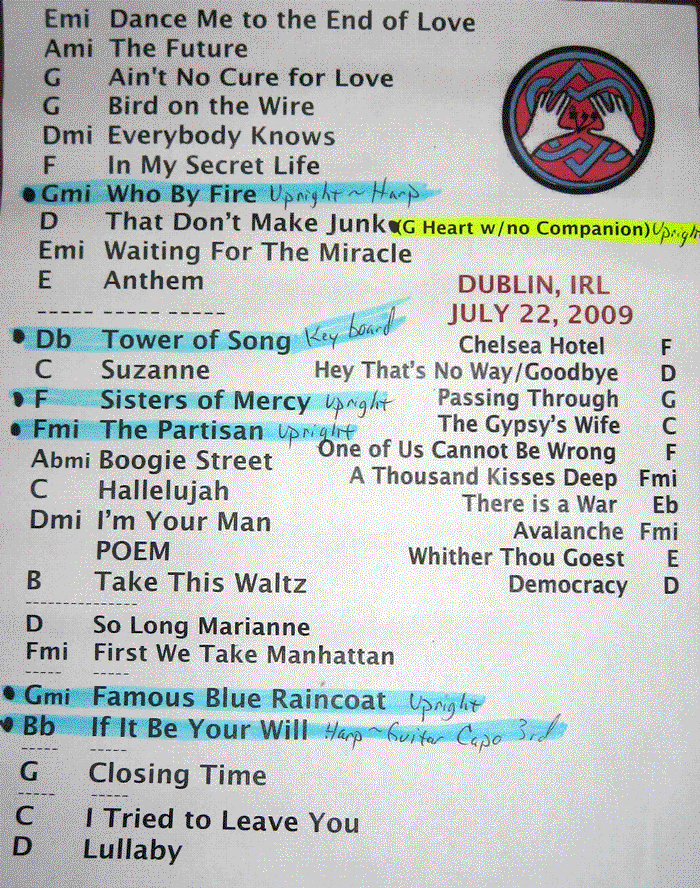 Emi Dance Me to the End of Love
Ami The Future
G Ain't No Cure for Love
G Bird on the Wire
Dmi Everybody Knows
F In My Secret Life
Gmi Who By Fire Upright ~ Harp
D That Don't Make Junk (G Heart w/no Companion) Upright
Emi Waiting For The Miracle
E Anthem
----- ----- -----
Db Tower of Song Key board
C Suzanne
F Sisters of Mercy Upright
Fmi The Partisan Upright
Abmi Boogie Street
C Hallelujah
Dmi I'm Your Man
POEM
B Take This Waltz
---------------
D So Long Marianne
Fmi First We Take Manhattan
----- -----
Gmi Famous Blue Raincoat Upright
Bb If It Be Your Will Harp ~ Guitar Capo 3rd
----- -----
G Closing Time
----- -----
C I Tried to Leave You
D Lullaby
DUBLIN, IRL
JULY 22, 2009
Chelsea Hotel F
Hey That's No Way/Goodbye D
Passing Through G
The Gypsy's Wife C
One of Us Cannot Be Wrong F
A Thousand Kisses Deep Fmi
There is a War Eb
Avalanche Fmi
Whither Thou Goest E
Democracy D